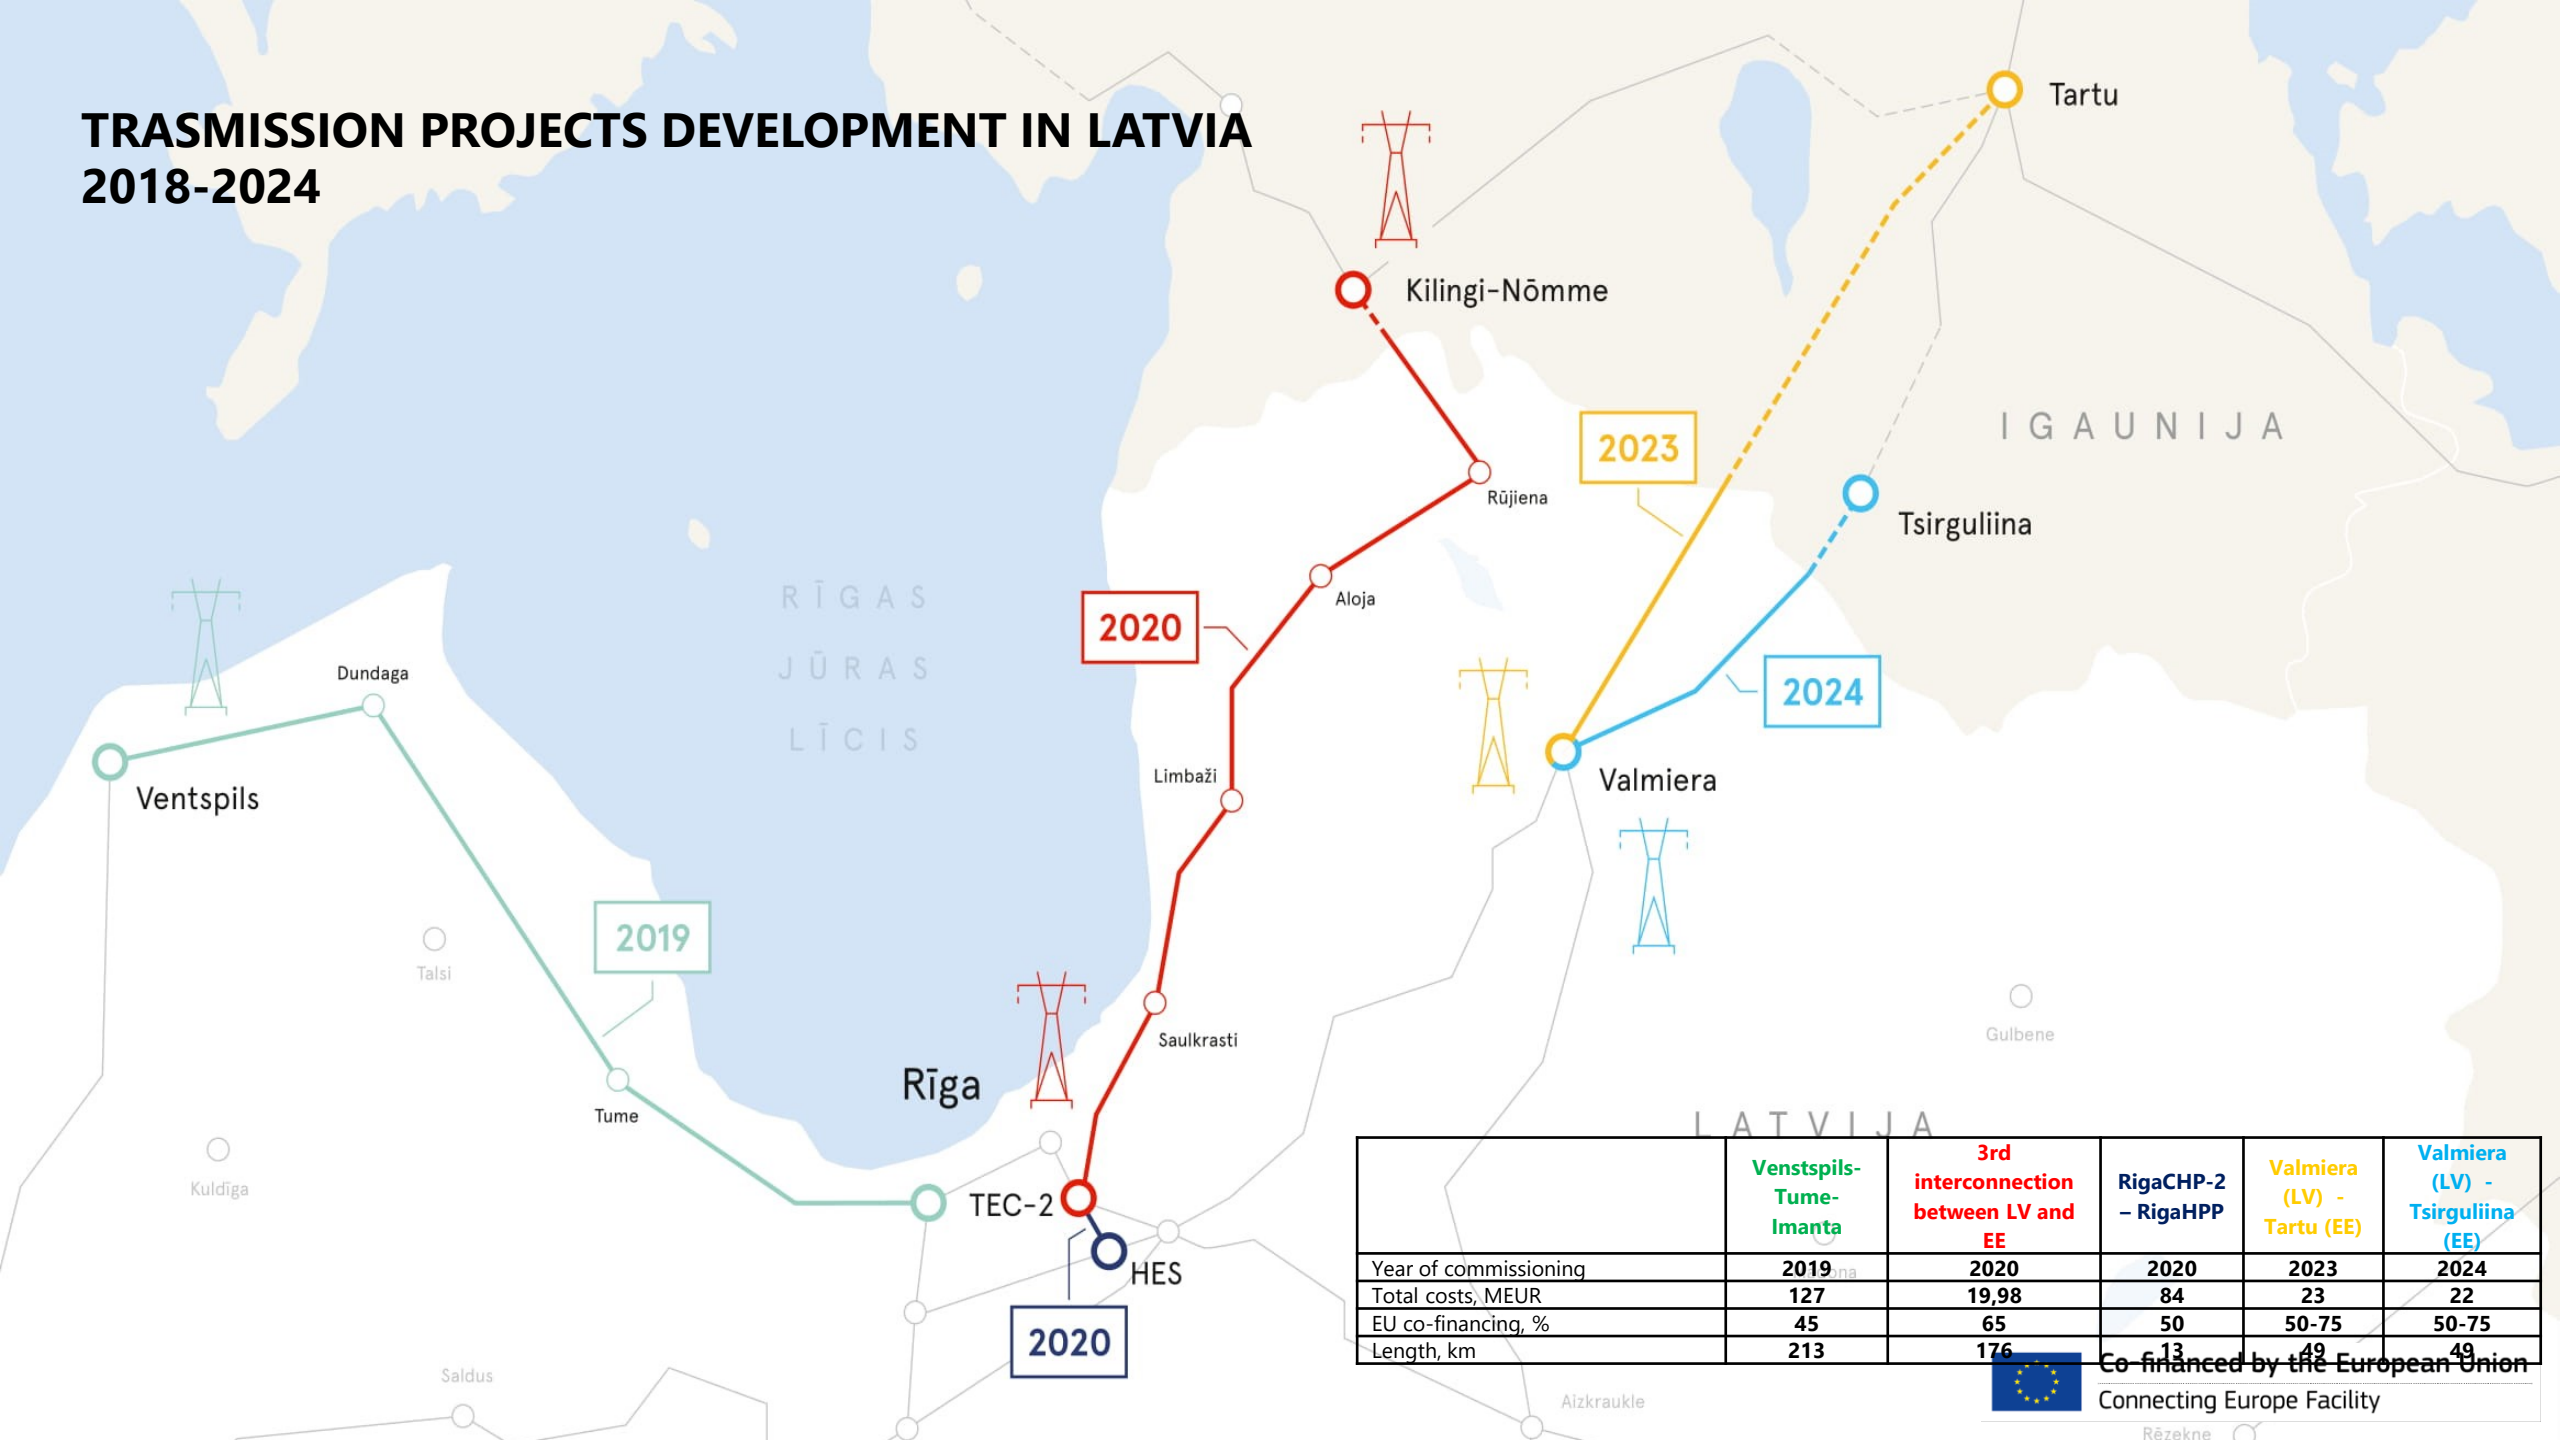 TRASMISSION PROJECTS DEVELOPMENT IN LATVIA
2018-2024
Tartu
Kilingi-Nõmme
IGAUNIJA
2023
Rūjiena
Tsirguliina
RĪGAS
JŪRAS
LĪCIS
Aloja
2020
Dundaga
2024
Limbaži
Valmiera
Ventspils
2019
Talsi
Gulbene
Saulkrasti
Rīga
Tume
LATVIJA
Kuldīga
TEC-2
HES
2020
Saldus
Aizkraukle
Rēzekne
Venstspils-
Tume-
Imanta
3rd
interconnection
between LV and
EE
RigaCHP-2
– RigaHPP
Valmiera
(LV) -
Tartu (EE)
Valmiera
(LV) -
Tsirguliina
(EE)
Year of commissioning 2019 2020 2020 2023 2024
Total costs, MEUR 127 19,98 84 23 22
EU co-financing, % 45 65 50 50-75 50-75
Length, km 213 176 13 49 49
Co-financed by the European Union
Connecting Europe Facility